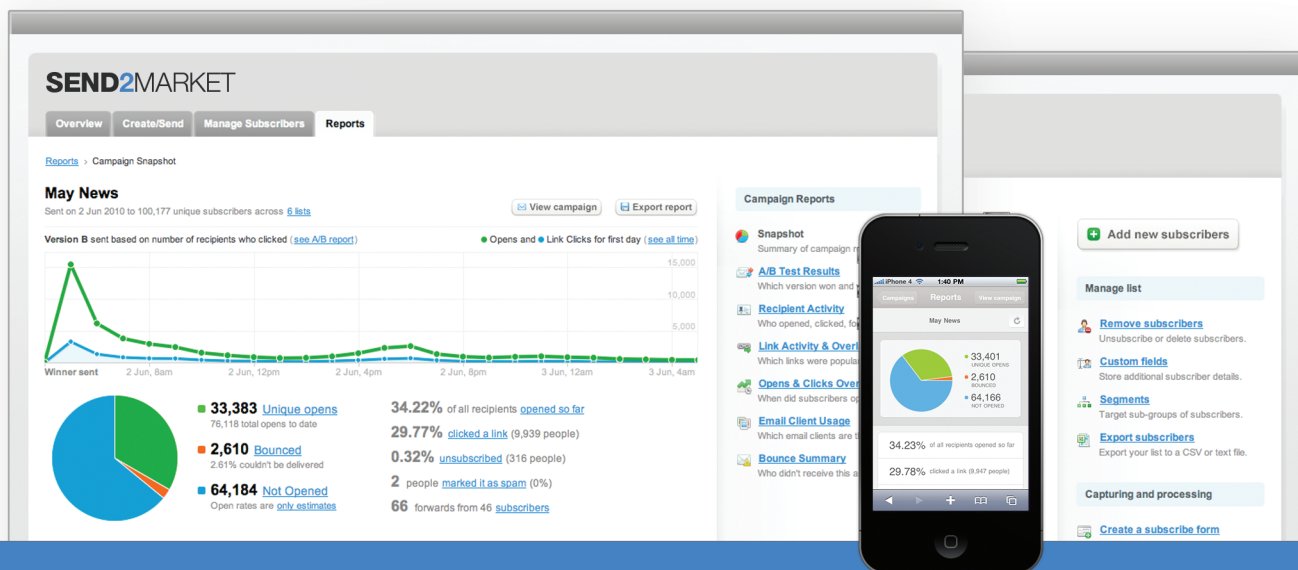 SEND2MARKET
Overview
Create/Send
Manage Subscribers
Reports
Reports > Campaign Snapshot
May News
Sent on 2 Jun 2010 to 100,177 unique subscribers across 6 lists
View campaign
Export report
Version B sent based on number of recipients who clicked (see A/B report)
Opens and Link Clicks for first day (see all time)
15,000
10,000
5,000
Winner sent
2 Jun, 8am
2 Jun, 12pm
2 Jun, 4pm
2 Jun, 8pm
3 Jun, 12am
3 Jun, 4am
33,383 Unique opens
76,118 total opens to date
2,610 Bounced
2.61% couldn't be delivered
64,184 Not Opened
Open rates are only estimates
34.22% of all recipients opened so far
29.77% clicked a link (9,939 people)
0.32% unsubscribed (316 people)
2 people marked it as spam (0%)
66 forwards from 46 subscribers
Campaign Reports
Snapshot
Summary of campaign
A/B Test Results
Which version won and
Recipient Activity
Who opened, clicked,
Link Activity &
Which links were
Opens & Clicks
When did subscribers
Email Client Usage
Which email clients are
Bounce Summary
Who didn't receive this
iPhone 4
1:40 PM
Campaigns
Reports
View campaign
May News
33,401
UNIQUE OPENS
2,610
BOUNCED
64,166
NOT OPENED
34.23% of all recipients opened so far
29.78% clicked a link (9,947 people)
Add new subscribers
Manage list
Remove subscribers
Unsubscribe or delete subscribers.
Custom fields
Store additional subscriber details.
Segments
Target sub-groups of subscribers.
Export subscribers
Export your list to a CSV or text file.
Capturing and processing
Create a subscribe form